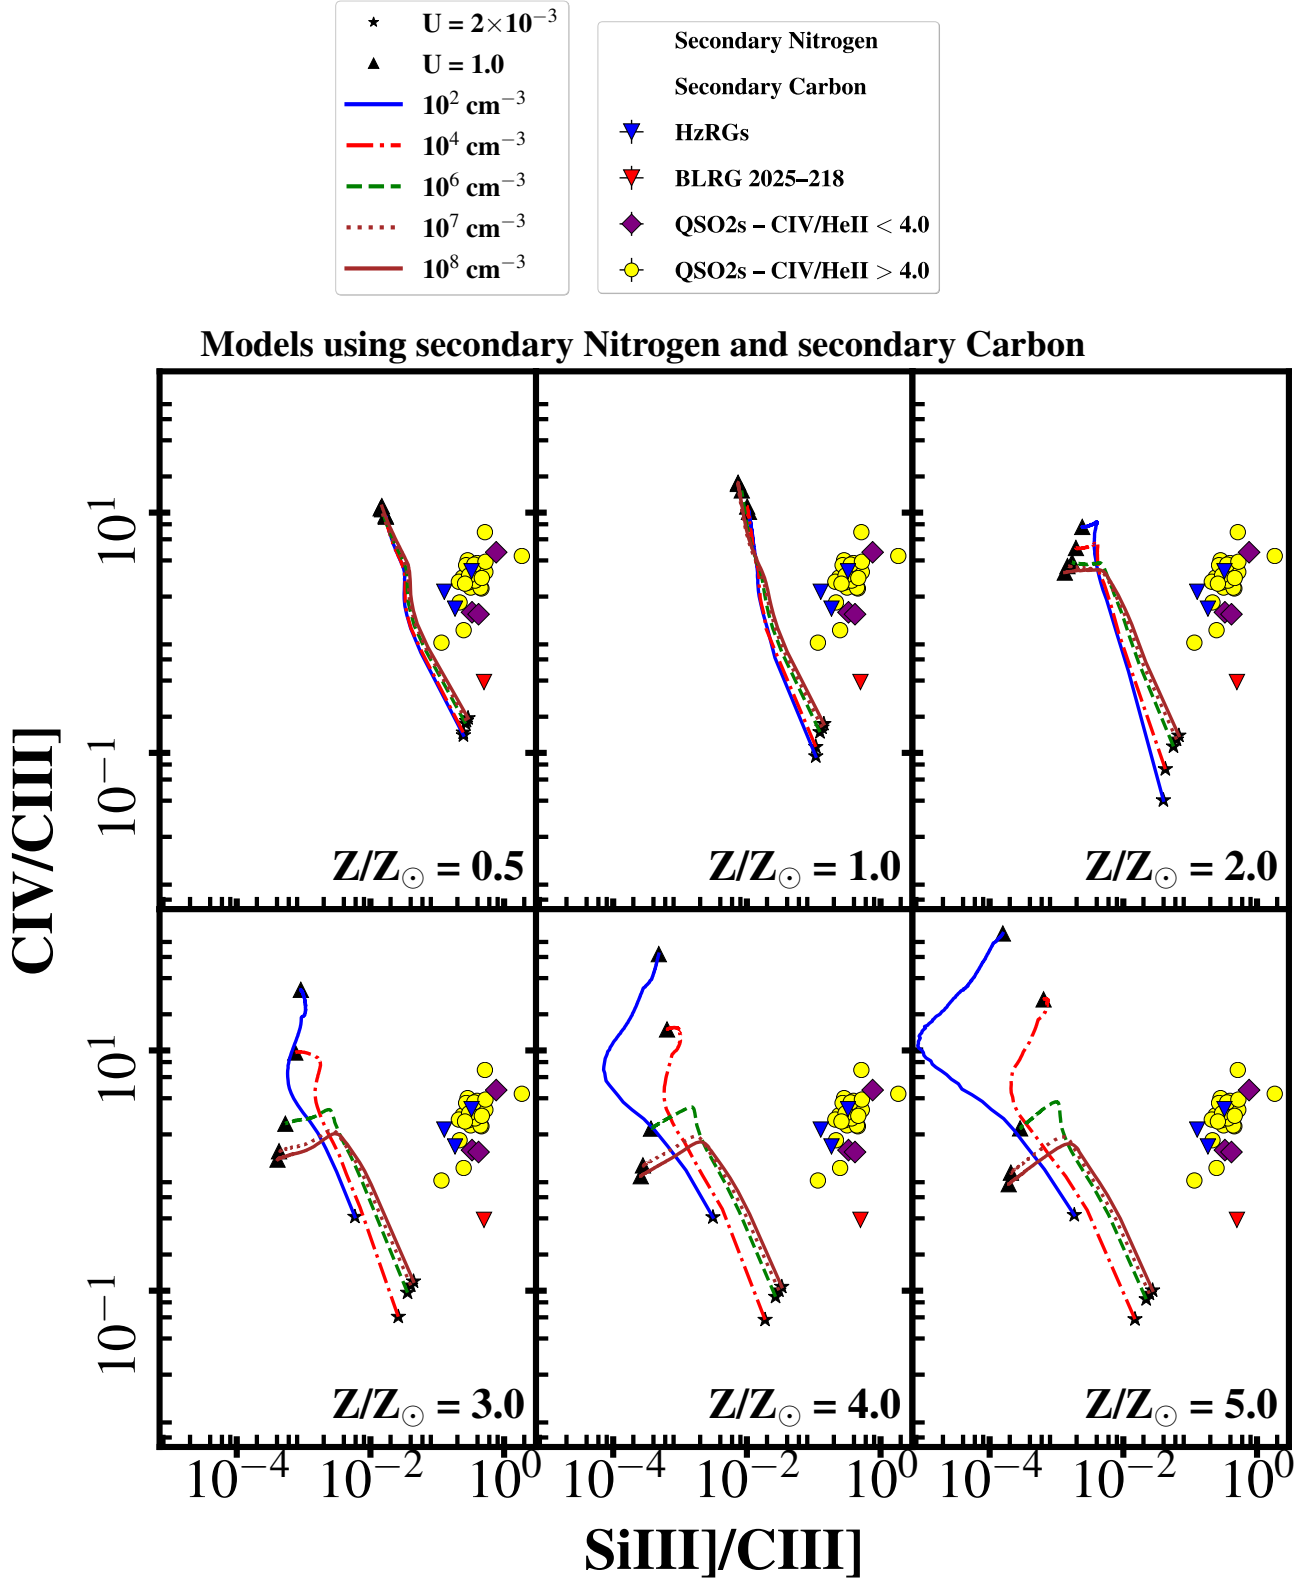 U = 2×10⁻³
U = 1.0
10² cm⁻³
10⁴ cm⁻³
10⁶ cm⁻³
10⁷ cm⁻³
10⁸ cm⁻³
Secondary Nitrogen
Secondary Carbon
HzRGs
BLRG 2025–218
QSO2s – CIV/HeII < 4.0
QSO2s – CIV/HeII > 4.0
Models using secondary Nitrogen and secondary Carbon
CIV/CIII]
10¹
10⁻¹
Z/Z☉ = 0.5
Z/Z☉ = 1.0
Z/Z☉ = 2.0
10¹
10⁻¹
Z/Z☉ = 3.0
Z/Z☉ = 4.0
Z/Z☉ = 5.0
10⁻⁴ 10⁻² 10⁰ 10⁻⁴ 10⁻² 10⁰ 10⁻⁴ 10⁻² 10⁰
SiIII]/CIII]